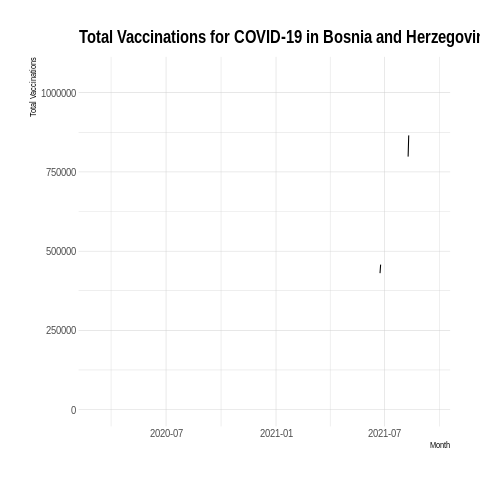 Total Vaccinations for COVID-19 in Bosnia and Herzegovin
Total Vaccinations
1000000
750000
500000
250000
0
2020-07 2021-01 2021-07
Month